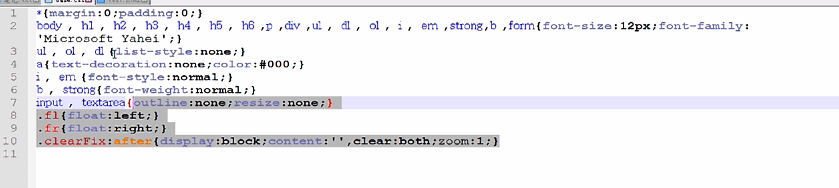 1 *{margin:0;padding:0;}
2 body , h1 , h2 , h3 , h4 , h5 , h6 ,p ,div ,ul , dl , ol , i , em ,strong,b ,form{font-size:12px;font-family:
'Microsoft Yahei';}
3 ul , ol , dl {list-style:none;}
4 a{text-decoration:none;color:#000;}
5 i , em {font-style:normal;}
6 b , strong{font-weight:normal;}
7 input , textarea{outline:none;resize:none;}
8 .fl{float:left;}
9 .fr{float:right;}
10 .clearFix:after{display:block;content:'',clear:both;zoom:1;}
11